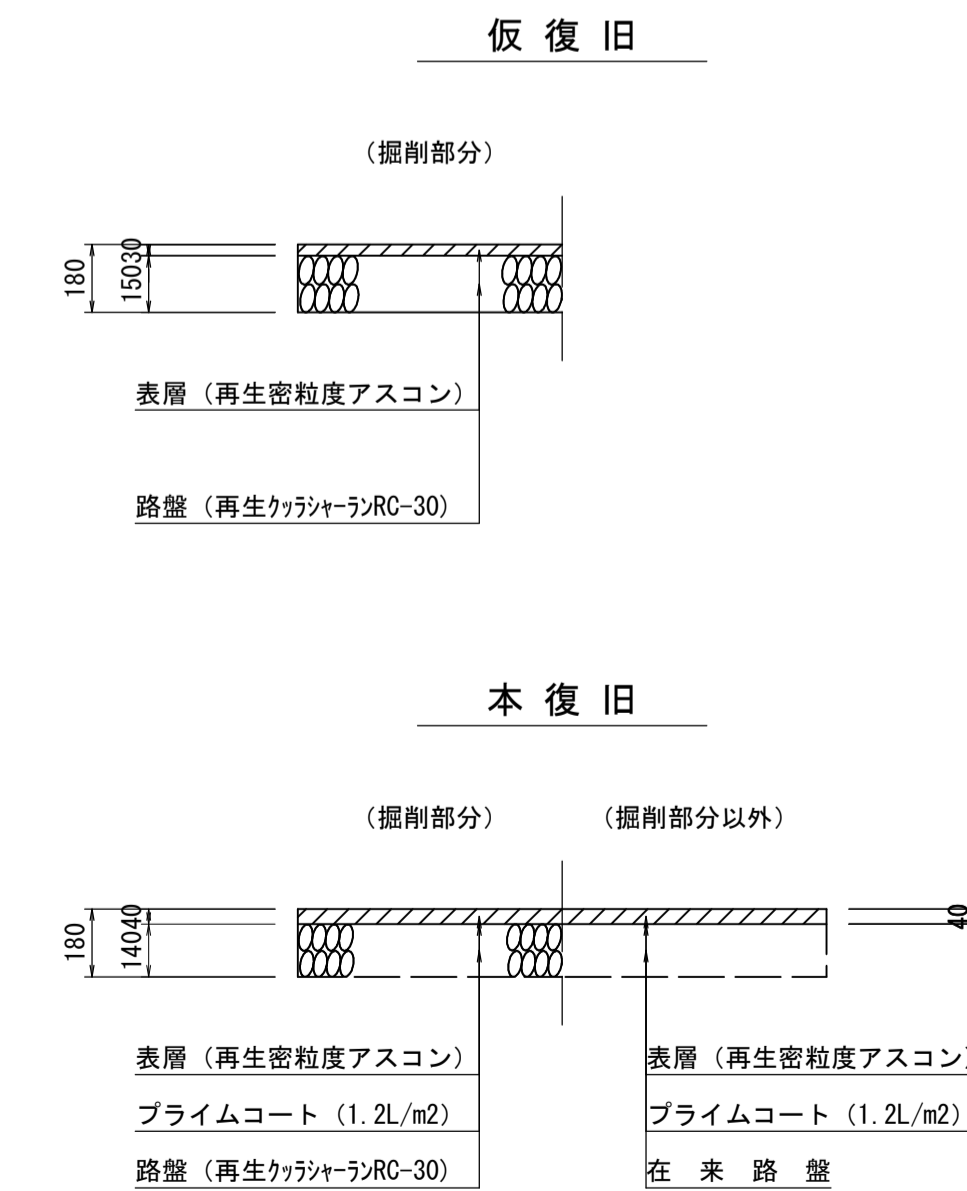 仮 復 旧
（掘削部分）
180
150
30
表層（再生密粒度アスコン）
路盤（再生ｸｯﾗｼｬｰﾗﾝRC-30）
本 復 旧
（掘削部分） （掘削部分以外）
180
140
40
40
表層（再生密粒度アスコン） 表層（再生密粒度アスコン）
プライムコート（1.2L/m2） プライムコート（1.2L/m2）
路盤（再生ｸｯﾗｼｬｰﾗﾝRC-30） 在 来 路 盤